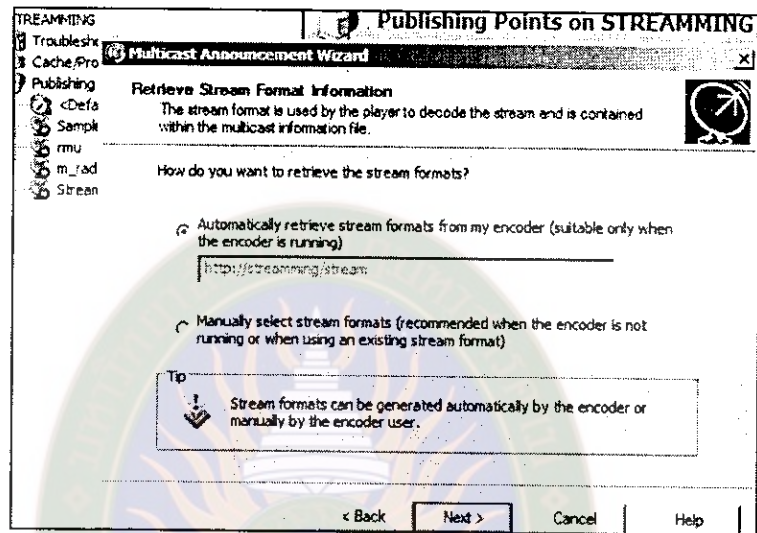 TREAMMING
Publishing Points on STREAMMING
Troublesho
Cache/Pro
Publishing
<Defa
Sample
rmu
m_rad
Stream
Multicast Announcement Wizard
Retrieve Stream Format Information
The stream format is used by the player to decode the stream and is contained
within the multicast information file.
How do you want to retrieve the stream formats?
Automatically retrieve stream formats from my encoder (suitable only when
the encoder is running)
http://streamming/stream
Manually select stream formats (recommended when the encoder is not
running or when using an existing stream format)
Tip
Stream formats can be generated automatically by the encoder or
manually by the encoder user.
< Back
Next >
Cancel
Help